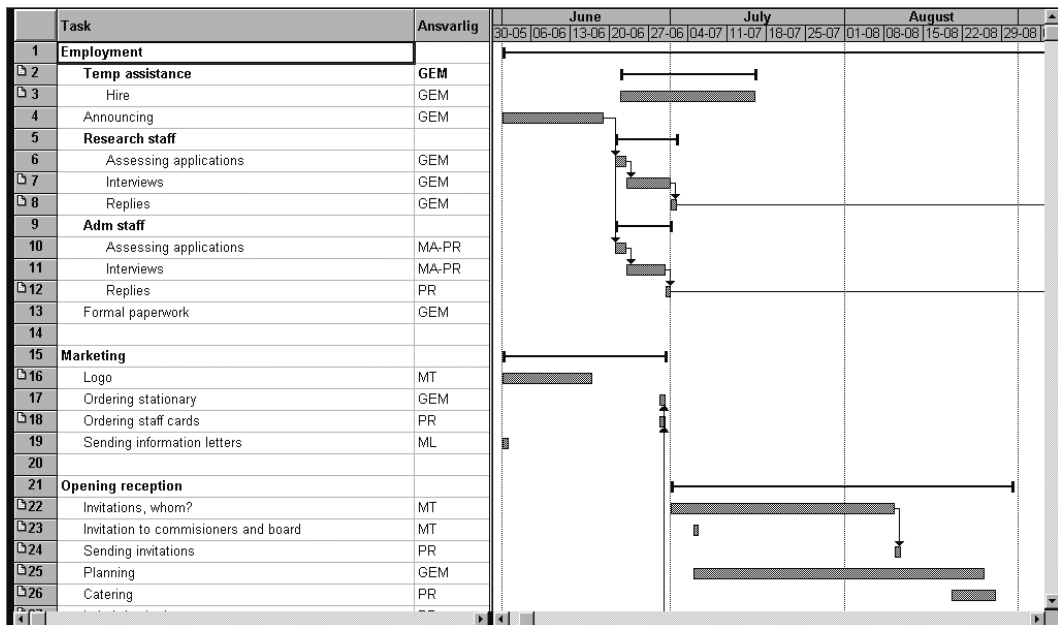 Task Ansvarlig June July August
30-05 06-06 13-06 20-06 27-06 04-07 11-07 18-07 25-07 01-08 08-08 15-08 22-08 29-08
1 Employment
2 Temp assistance GEM
3 Hire GEM
4 Announcing GEM
5 Research staff
6 Assessing applications GEM
7 Interviews GEM
8 Replies GEM
9 Adm staff
10 Assessing applications MA-PR
11 Interviews MA-PR
12 Replies PR
13 Formal paperwork GEM
14
15 Marketing
16 Logo MT
17 Ordering stationary GEM
18 Ordering staff cards PR
19 Sending information letters ML
20
21 Opening reception
22 Invitations, whom? MT
23 Invitation to commisioners and board MT
24 Sending invitations PR
25 Planning GEM
26 Catering PR